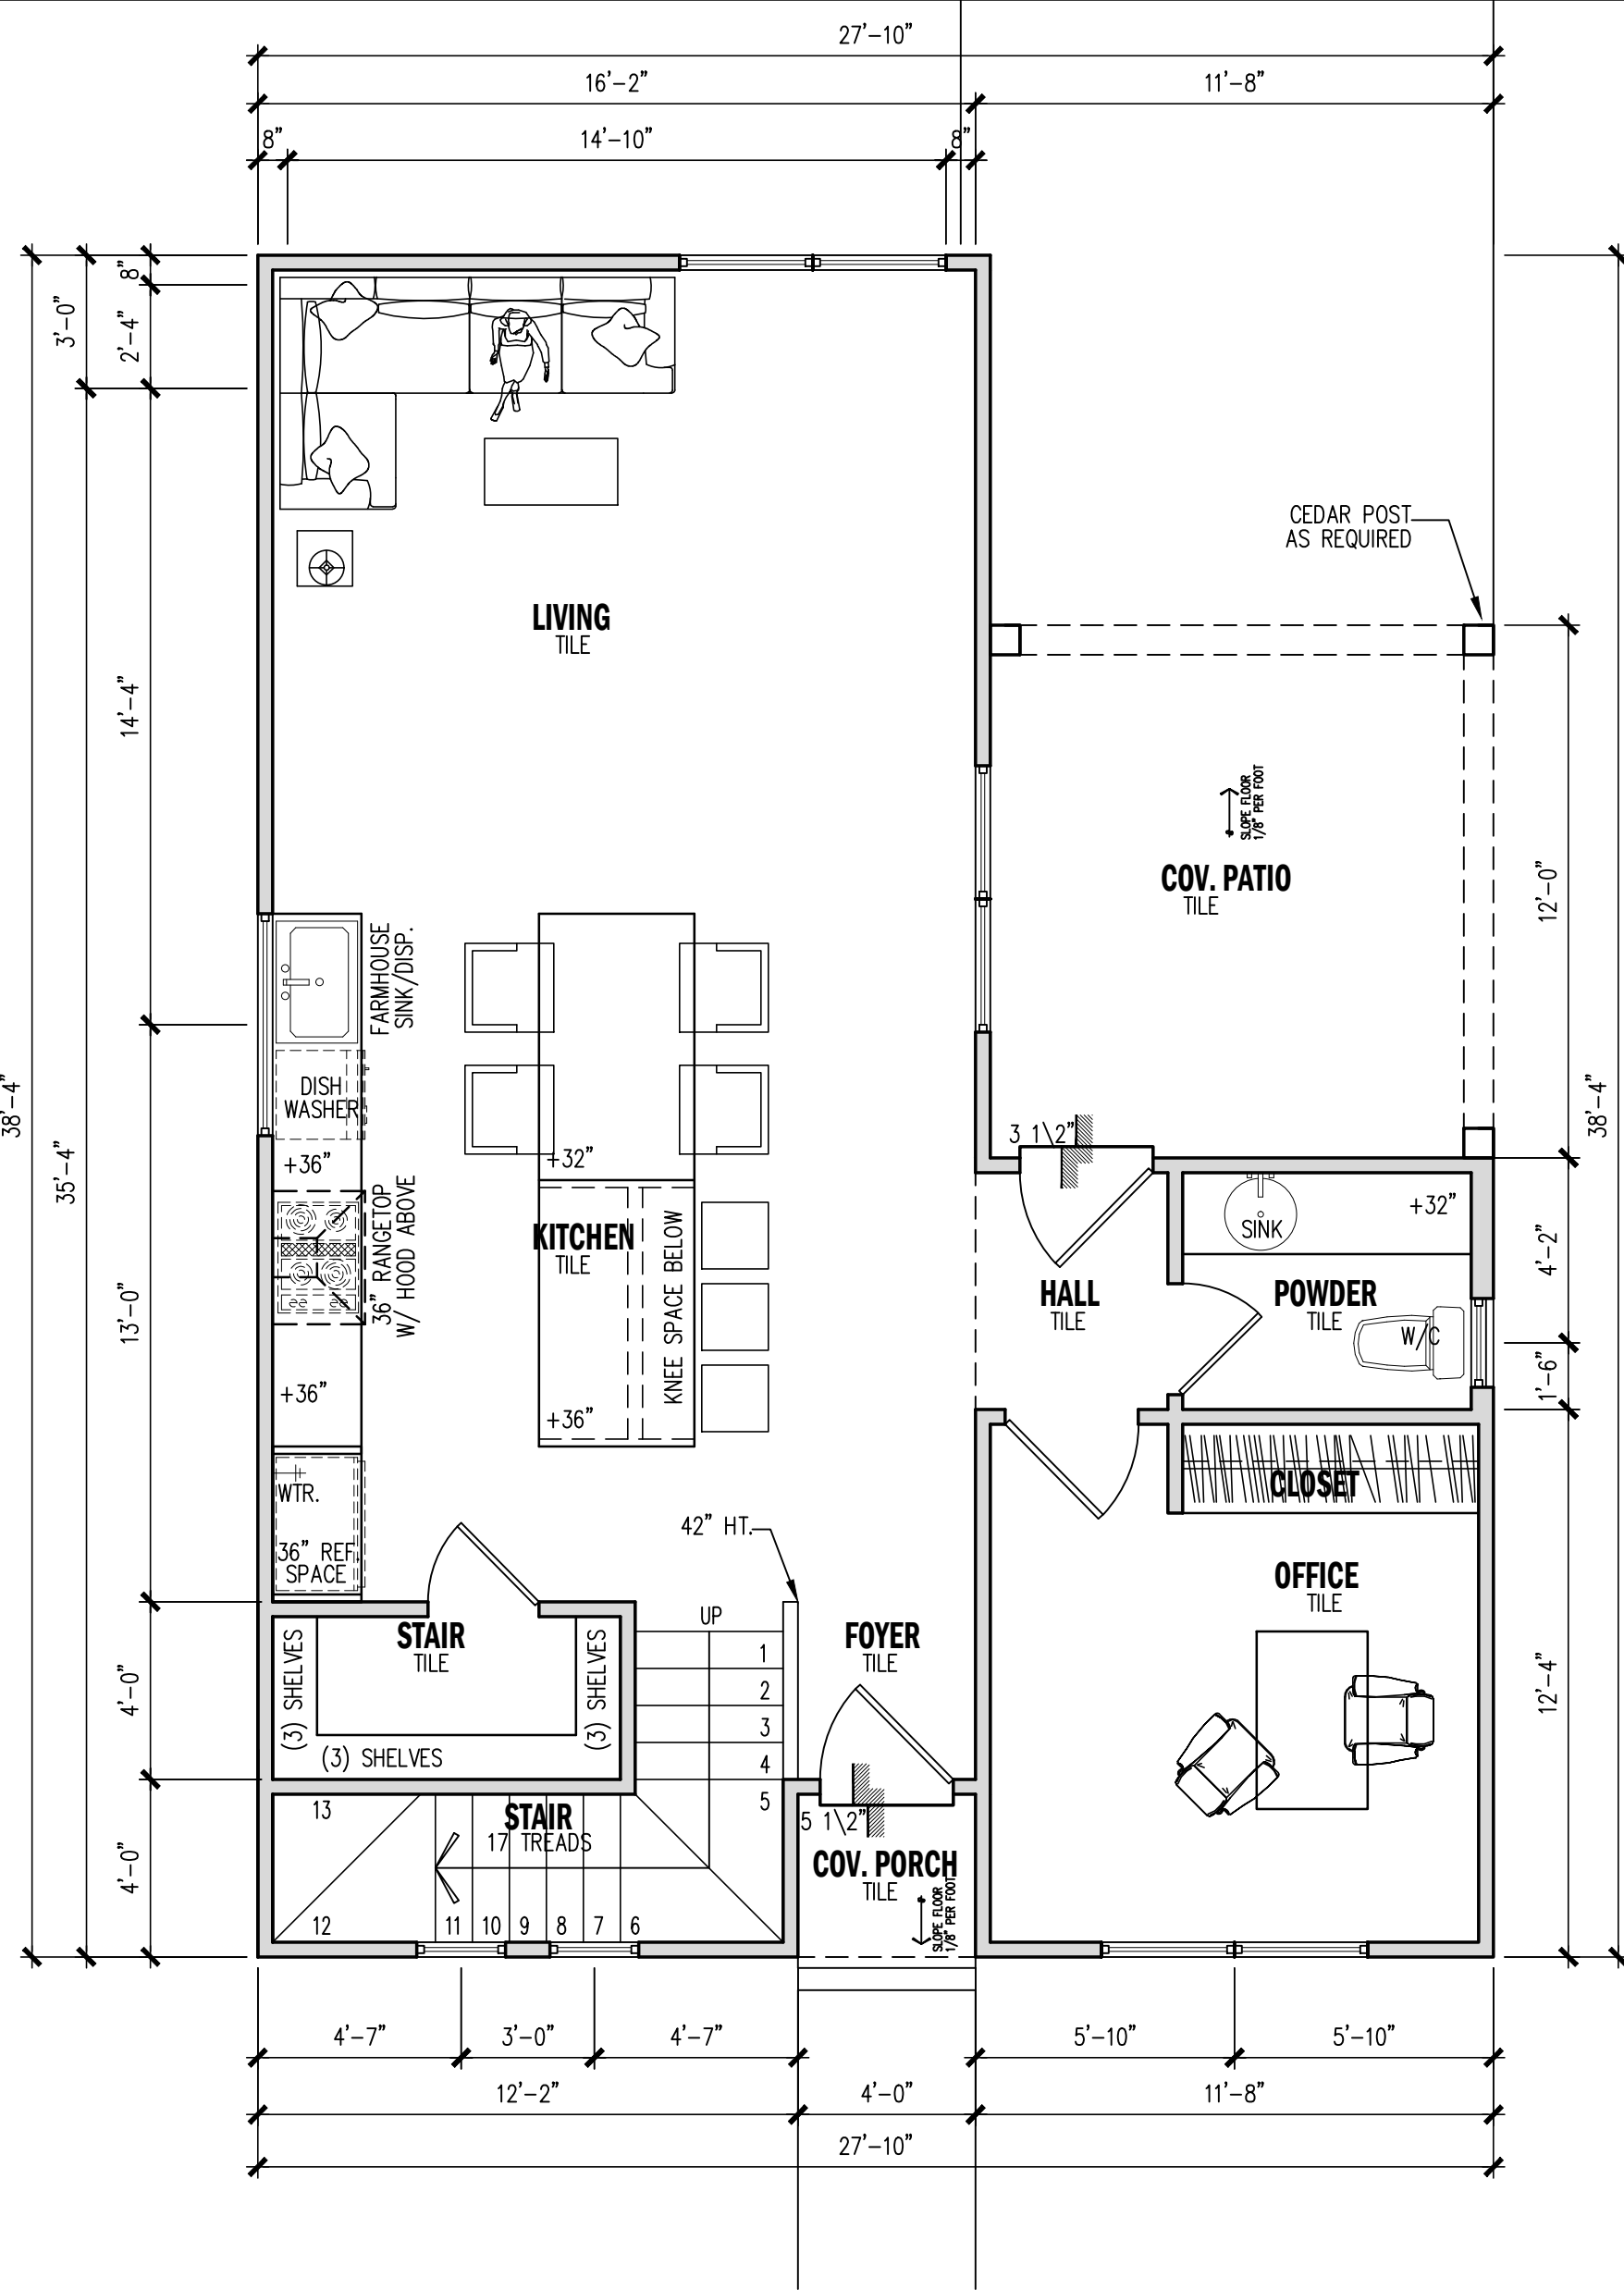 27'-10"
16'-2"
11'-8"
8"
14'-10"
8"
8"
3'-0"
2'-4"
CEDAR POST
AS REQUIRED
LIVING
TILE
14'-4"
SLOPE FLOOR
1/8" PER FOOT
COV. PATIO
TILE
12'-0"
FARMHOUSE
SINK/DISP.
DISH
WASHER
38'-4"
38'-4"
35'-4"
3 1\2"
+36"
+32"
36" RANGETOP
W/ HOOD ABOVE
KITCHEN
TILE
KNEE SPACE BELOW
SINK
+32"
4'-2"
HALL
TILE
POWDER
TILE
W/C
13'-0"
1'-6"
+36"
+36"
WTR.
36" REF.
SPACE
CLOSET
42" HT.
OFFICE
TILE
UP
STAIR
TILE
(3) SHELVES
(3) SHELVES
(3) SHELVES
FOYER
TILE
1
2
3
4
5
4'-0"
12'-4"
13
STAIR
17 TREADS
5 1\2"
COV. PORCH
TILE
SLOPE FLOOR
1/8" PER FOOT
4'-0"
12
11
10
9
8
7
6
4'-7"
3'-0"
4'-7"
5'-10"
5'-10"
12'-2"
4'-0"
11'-8"
27'-10"